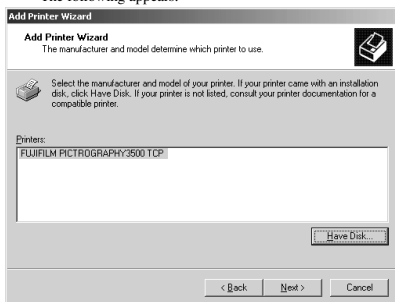 The following appears.
Add Printer Wizard
Add Printer Wizard
The manufacturer and model determine which printer to use.
Select the manufacturer and model of your printer. If your printer came with an installation
disk, click Have Disk. If your printer is not listed, consult your printer documentation for a
compatible printer.
Printers:
FUJIFILM PICTROGRAPHY3500 TCP
Have Disk...
< Back
Next >
Cancel